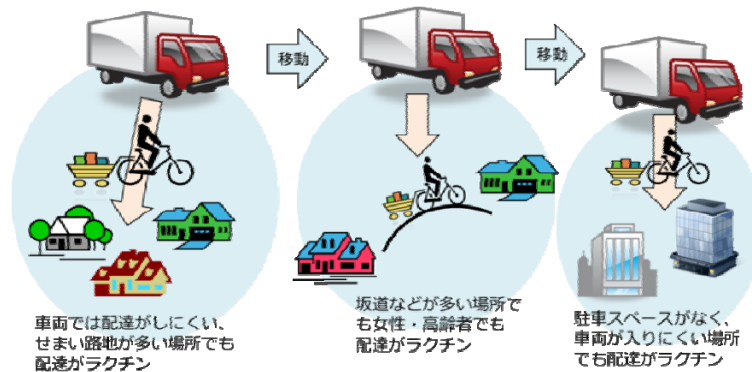 移動
移動
車両では配達がしにくい、
せまい路地が多い場所でも
配達がラクチン
坂道などが多い場所で
も女性・高齢者でも
配達がラクチン
駐車スペースがなく、
車両が入りにくい場所
でも配達がラクチン